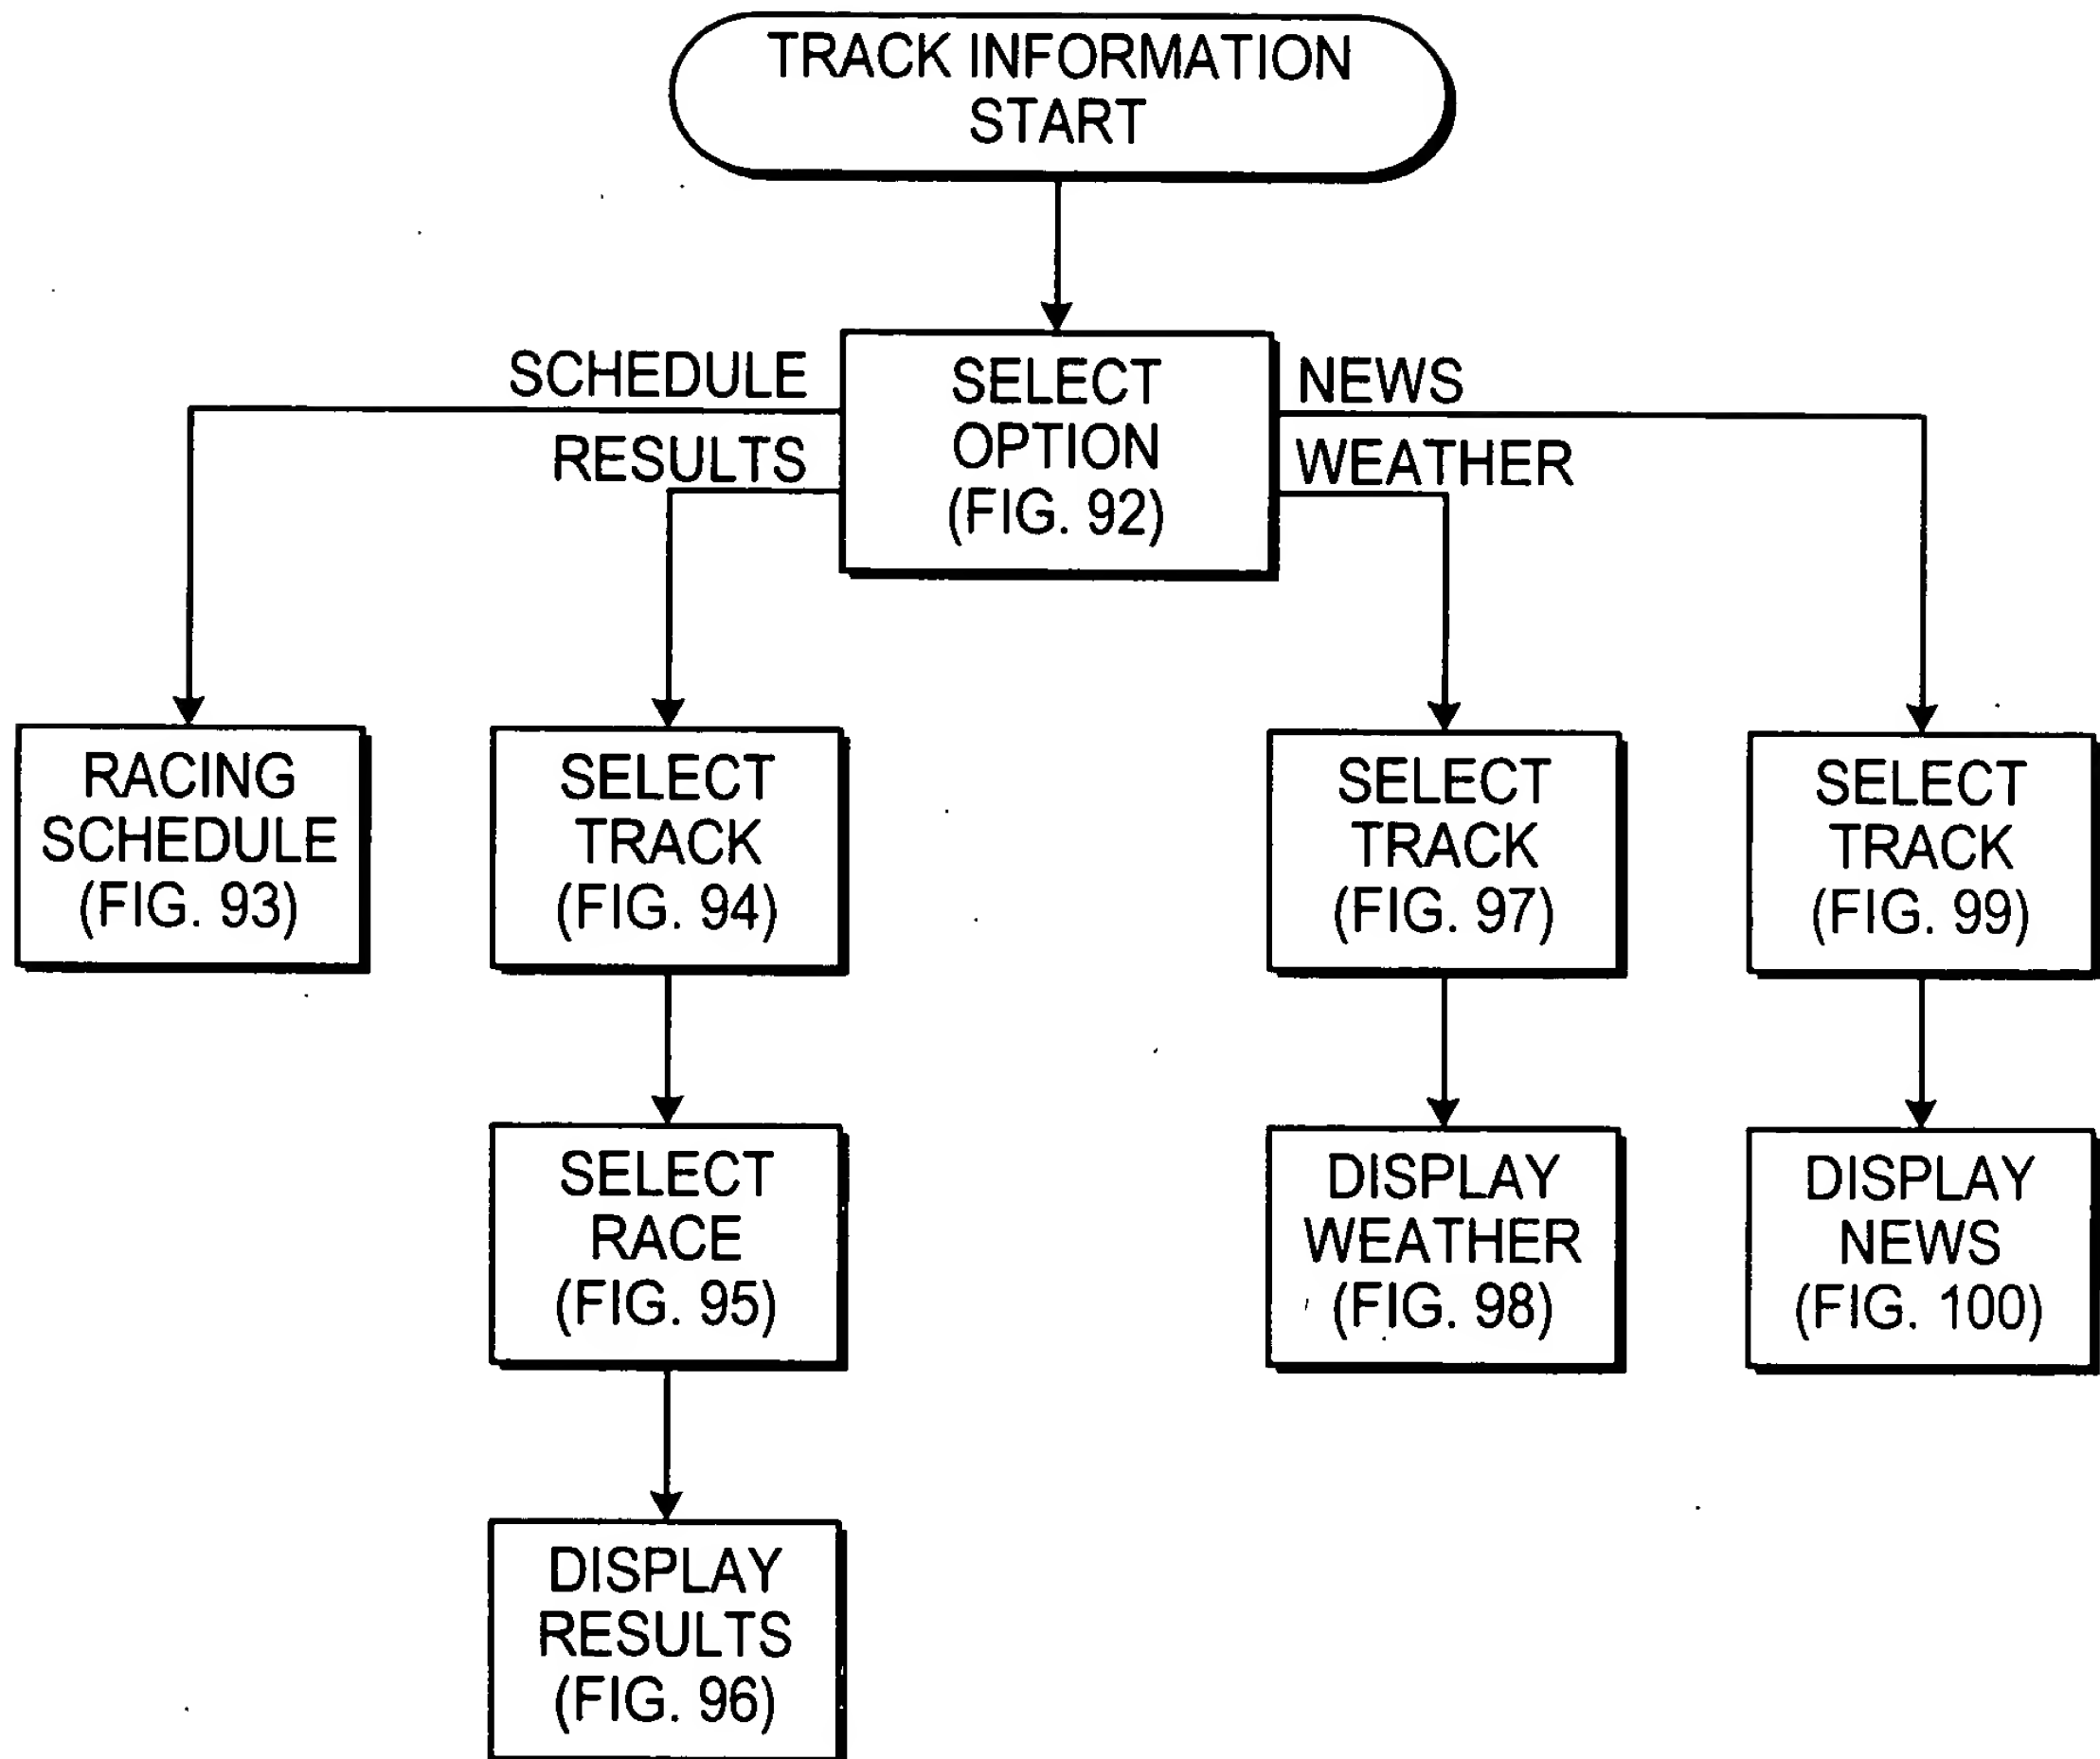 TRACK INFORMATION
START
SCHEDULE
RESULTS
SELECT
OPTION
(FIG. 92)
NEWS
WEATHER
RACING
SCHEDULE
(FIG. 93)
SELECT
TRACK
(FIG. 94)
SELECT
TRACK
(FIG. 97)
SELECT
TRACK
(FIG. 99)
SELECT
RACE
(FIG. 95)
DISPLAY
WEATHER
(FIG. 98)
DISPLAY
NEWS
(FIG. 100)
DISPLAY
RESULTS
(FIG. 96)